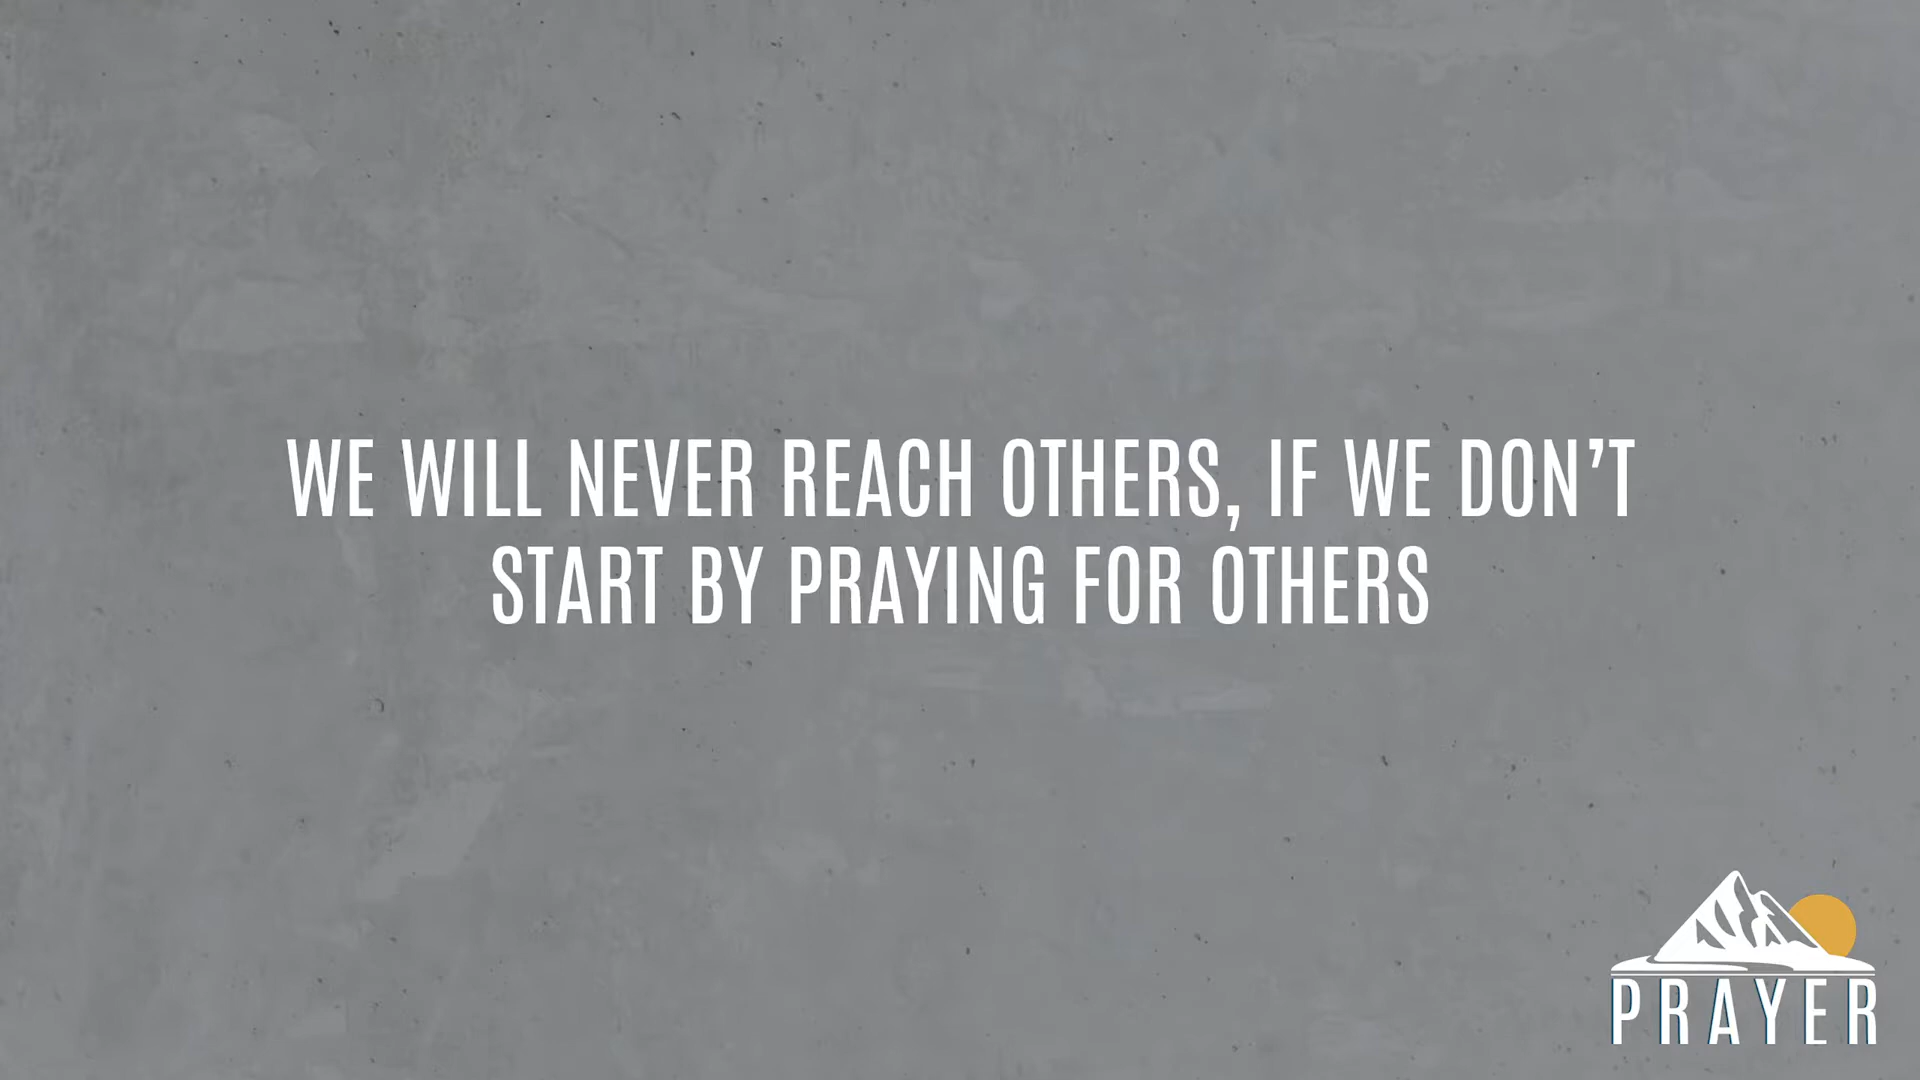 WE WILL NEVER REACH OTHERS, IF WE DON’T
START BY PRAYING FOR OTHERS
PRAYER